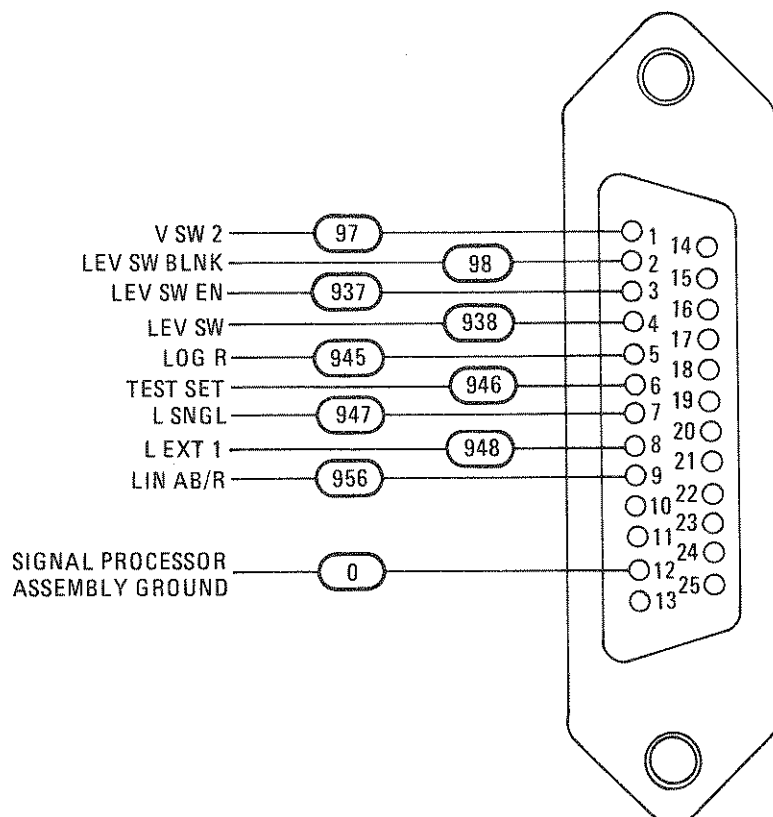 V SW 2 97 1 14
LEV SW BLNK 98 2 15
LEV SW EN 937 3 16
LEV SW 938 4 17
LOG R 945 5 18
TEST SET 946 6 19
L SNGL 947 7 20
L EXT 1 948 8 21
LIN AB/R 956 9 22
10 23
11 24
SIGNAL PROCESSOR
ASSEMBLY GROUND 0 12 25
13